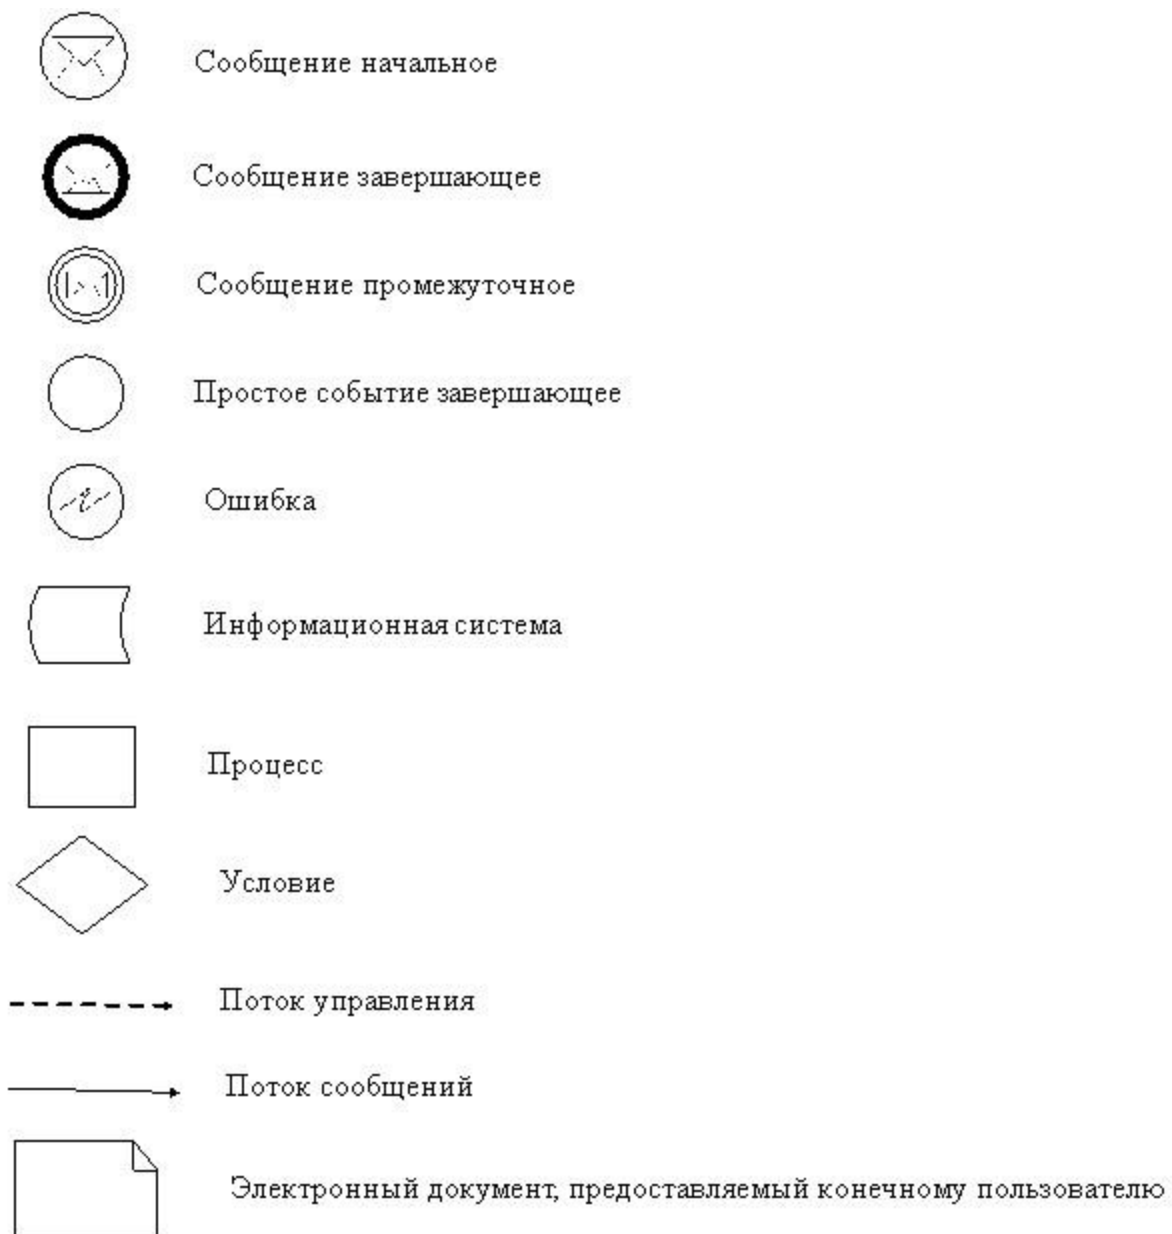 Сообщение начальное
Сообщение завершающее
Сообщение промежуточное
Простое событие завершающее
Ошибка
Информационная система
Процесс
Условие
Поток управления
Поток сообщений
Электронный документ, предоставляемый конечному пользователю